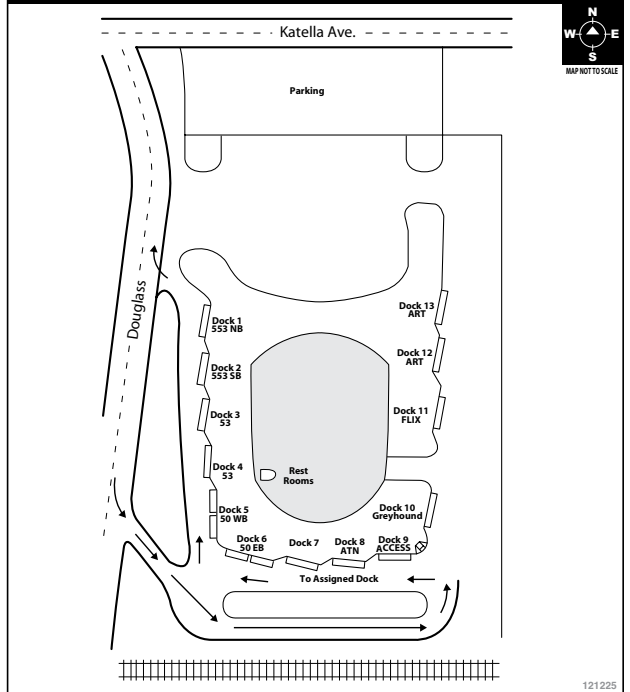 Katella Ave.
N
W
E
S
MAP NOT TO SCALE
Parking
Douglass
Dock 1
553 NB
Dock 2
553 SB
Dock 3
53
Dock 4
53
Dock 5
50 WB
Dock 6
50 EB
Dock 7
Dock 8
ATN
Dock 9
ACCESS
Dock 10
Greyhound
Dock 11
FLIX
Dock 12
ART
Dock 13
ART
Rest
Rooms
To Assigned Dock
121225